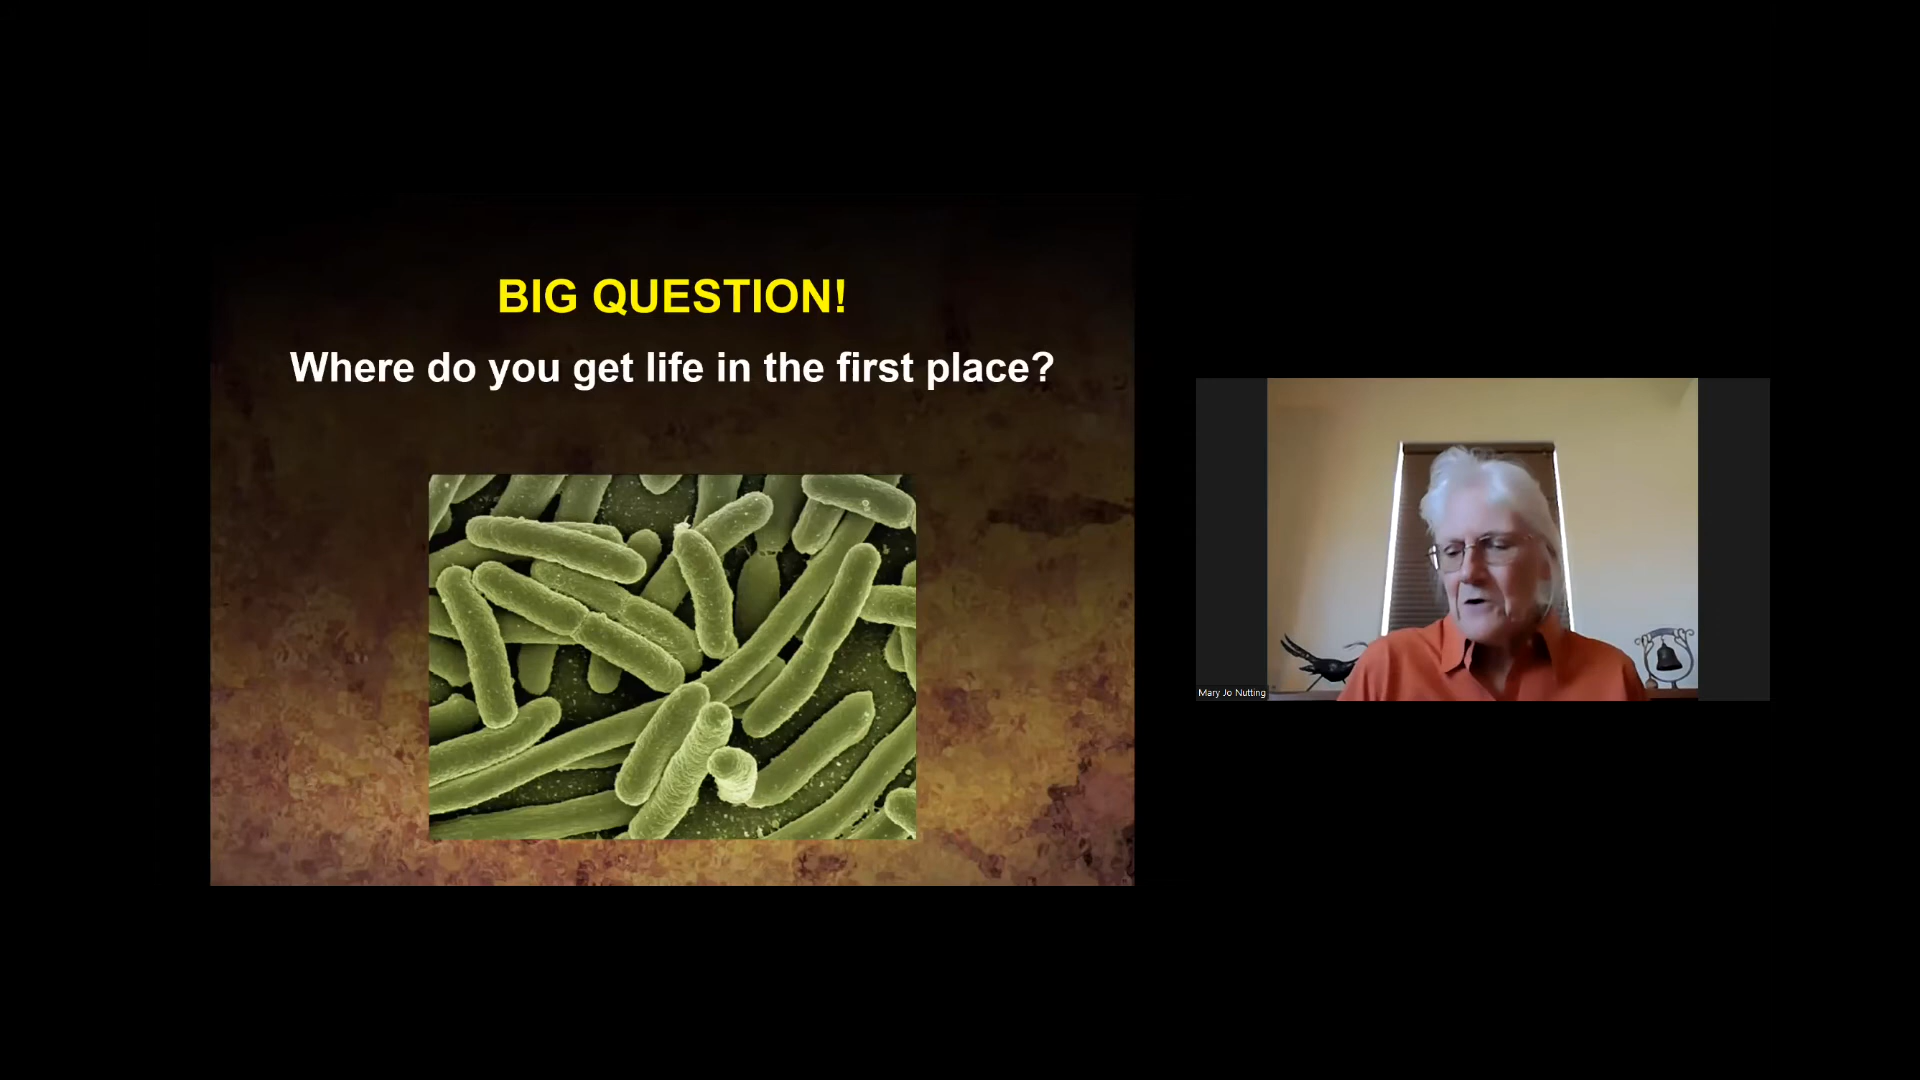 BIG QUESTION!
Where do you get life in the first place?
Mary Jo Nutting